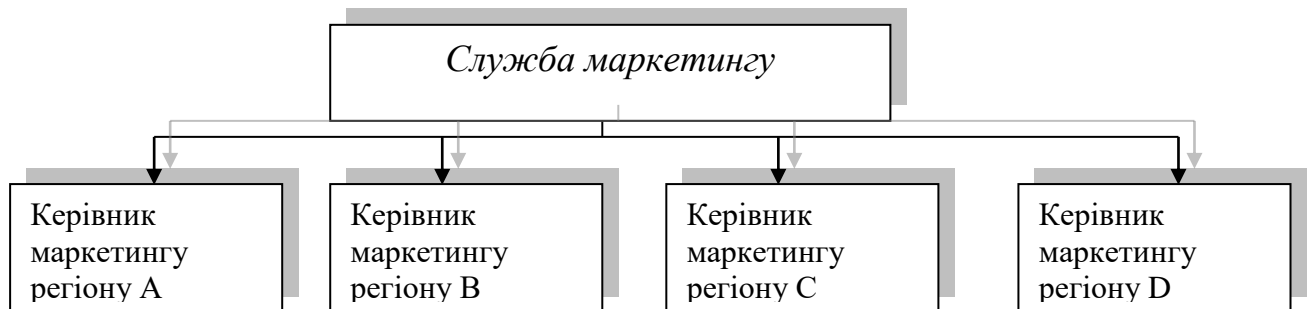 Служба маркетингу
Керівник
маркетингу
регіону А
Керівник
маркетингу
регіону В
Керівник
маркетингу
регіону С
Керівник
маркетингу
регіону D